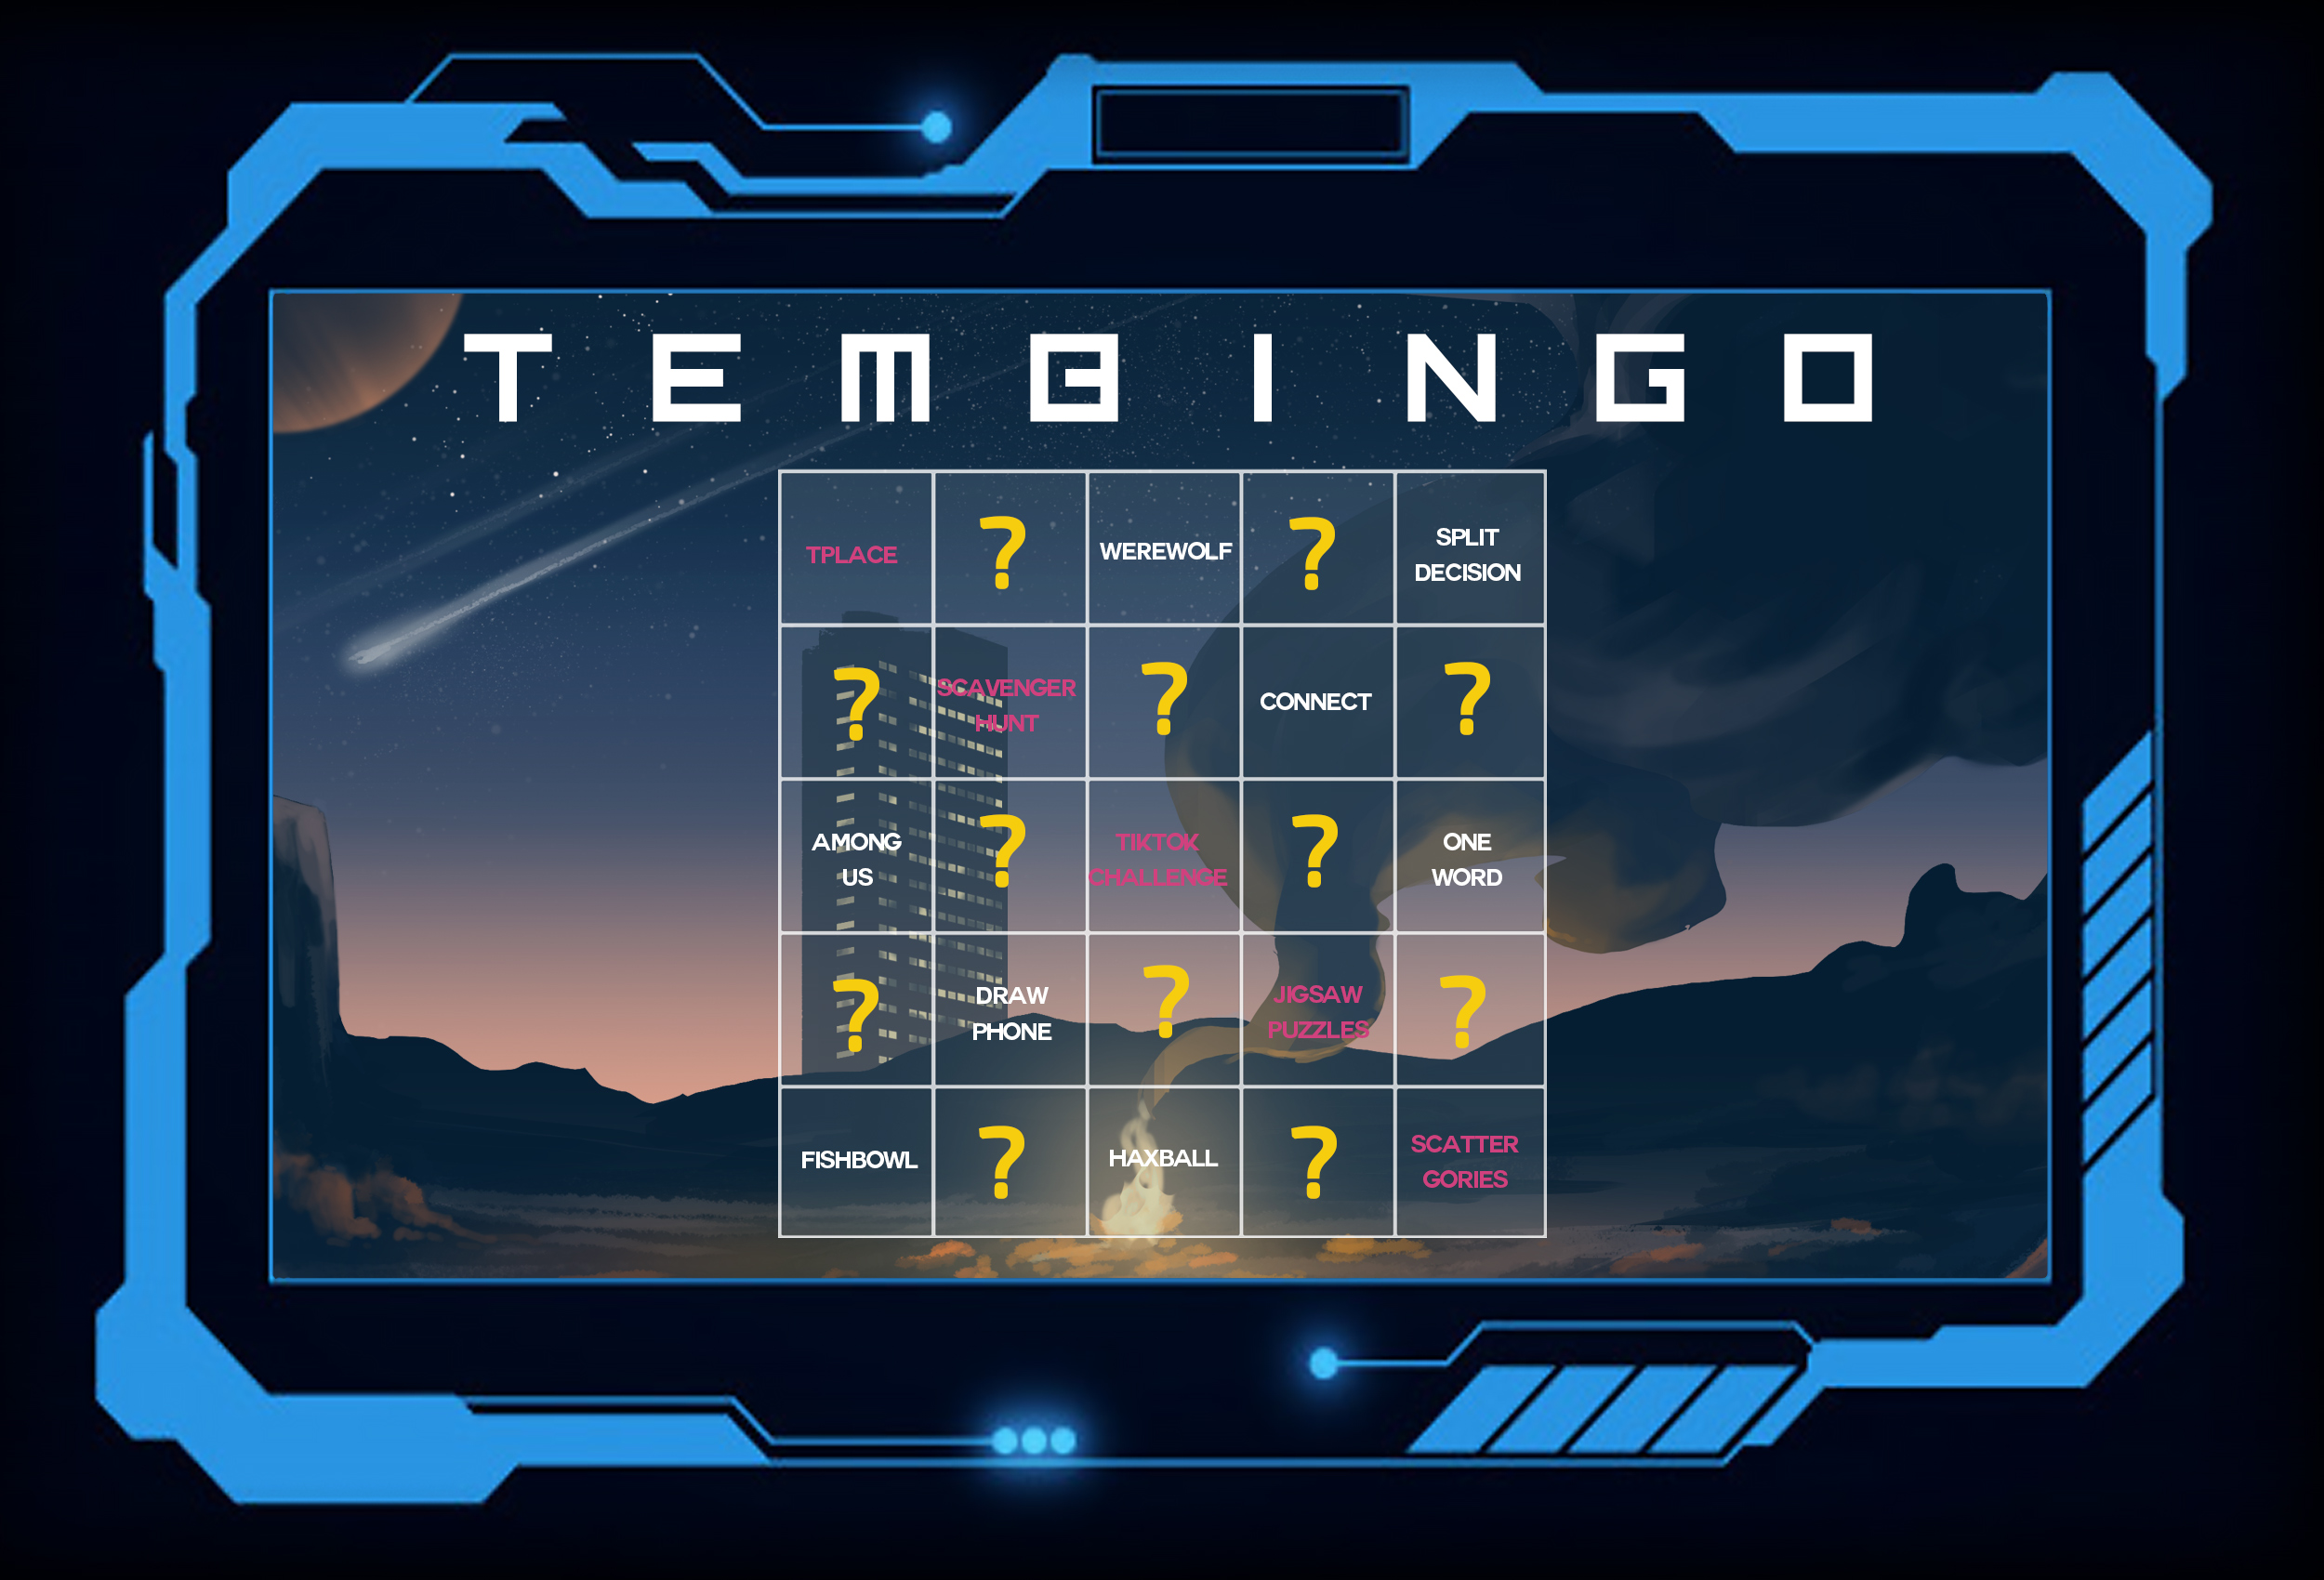 TEMBINGO
TPLACE ? WEREWOLF ? SPLIT
DECISION
? SCAVENGER
HUNT ? CONNECT ?
AMONG
US ? TIKTOK
CHALLENGE ? ONE
WORD
? DRAW
PHONE ? JIGSAW
PUZZLES ?
FISHBOWL ? HAXBALL ? SCATTER
GORIES